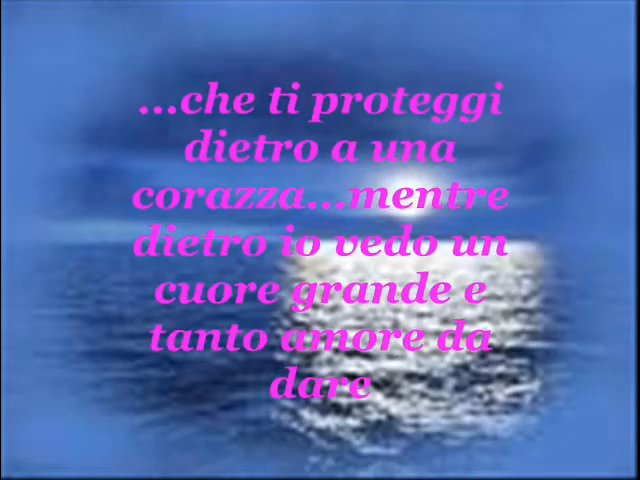 ...che ti proteggi
dietro a una
corazza...mentre
dietro io vedo un
cuore grande e
tanto amore da
dare